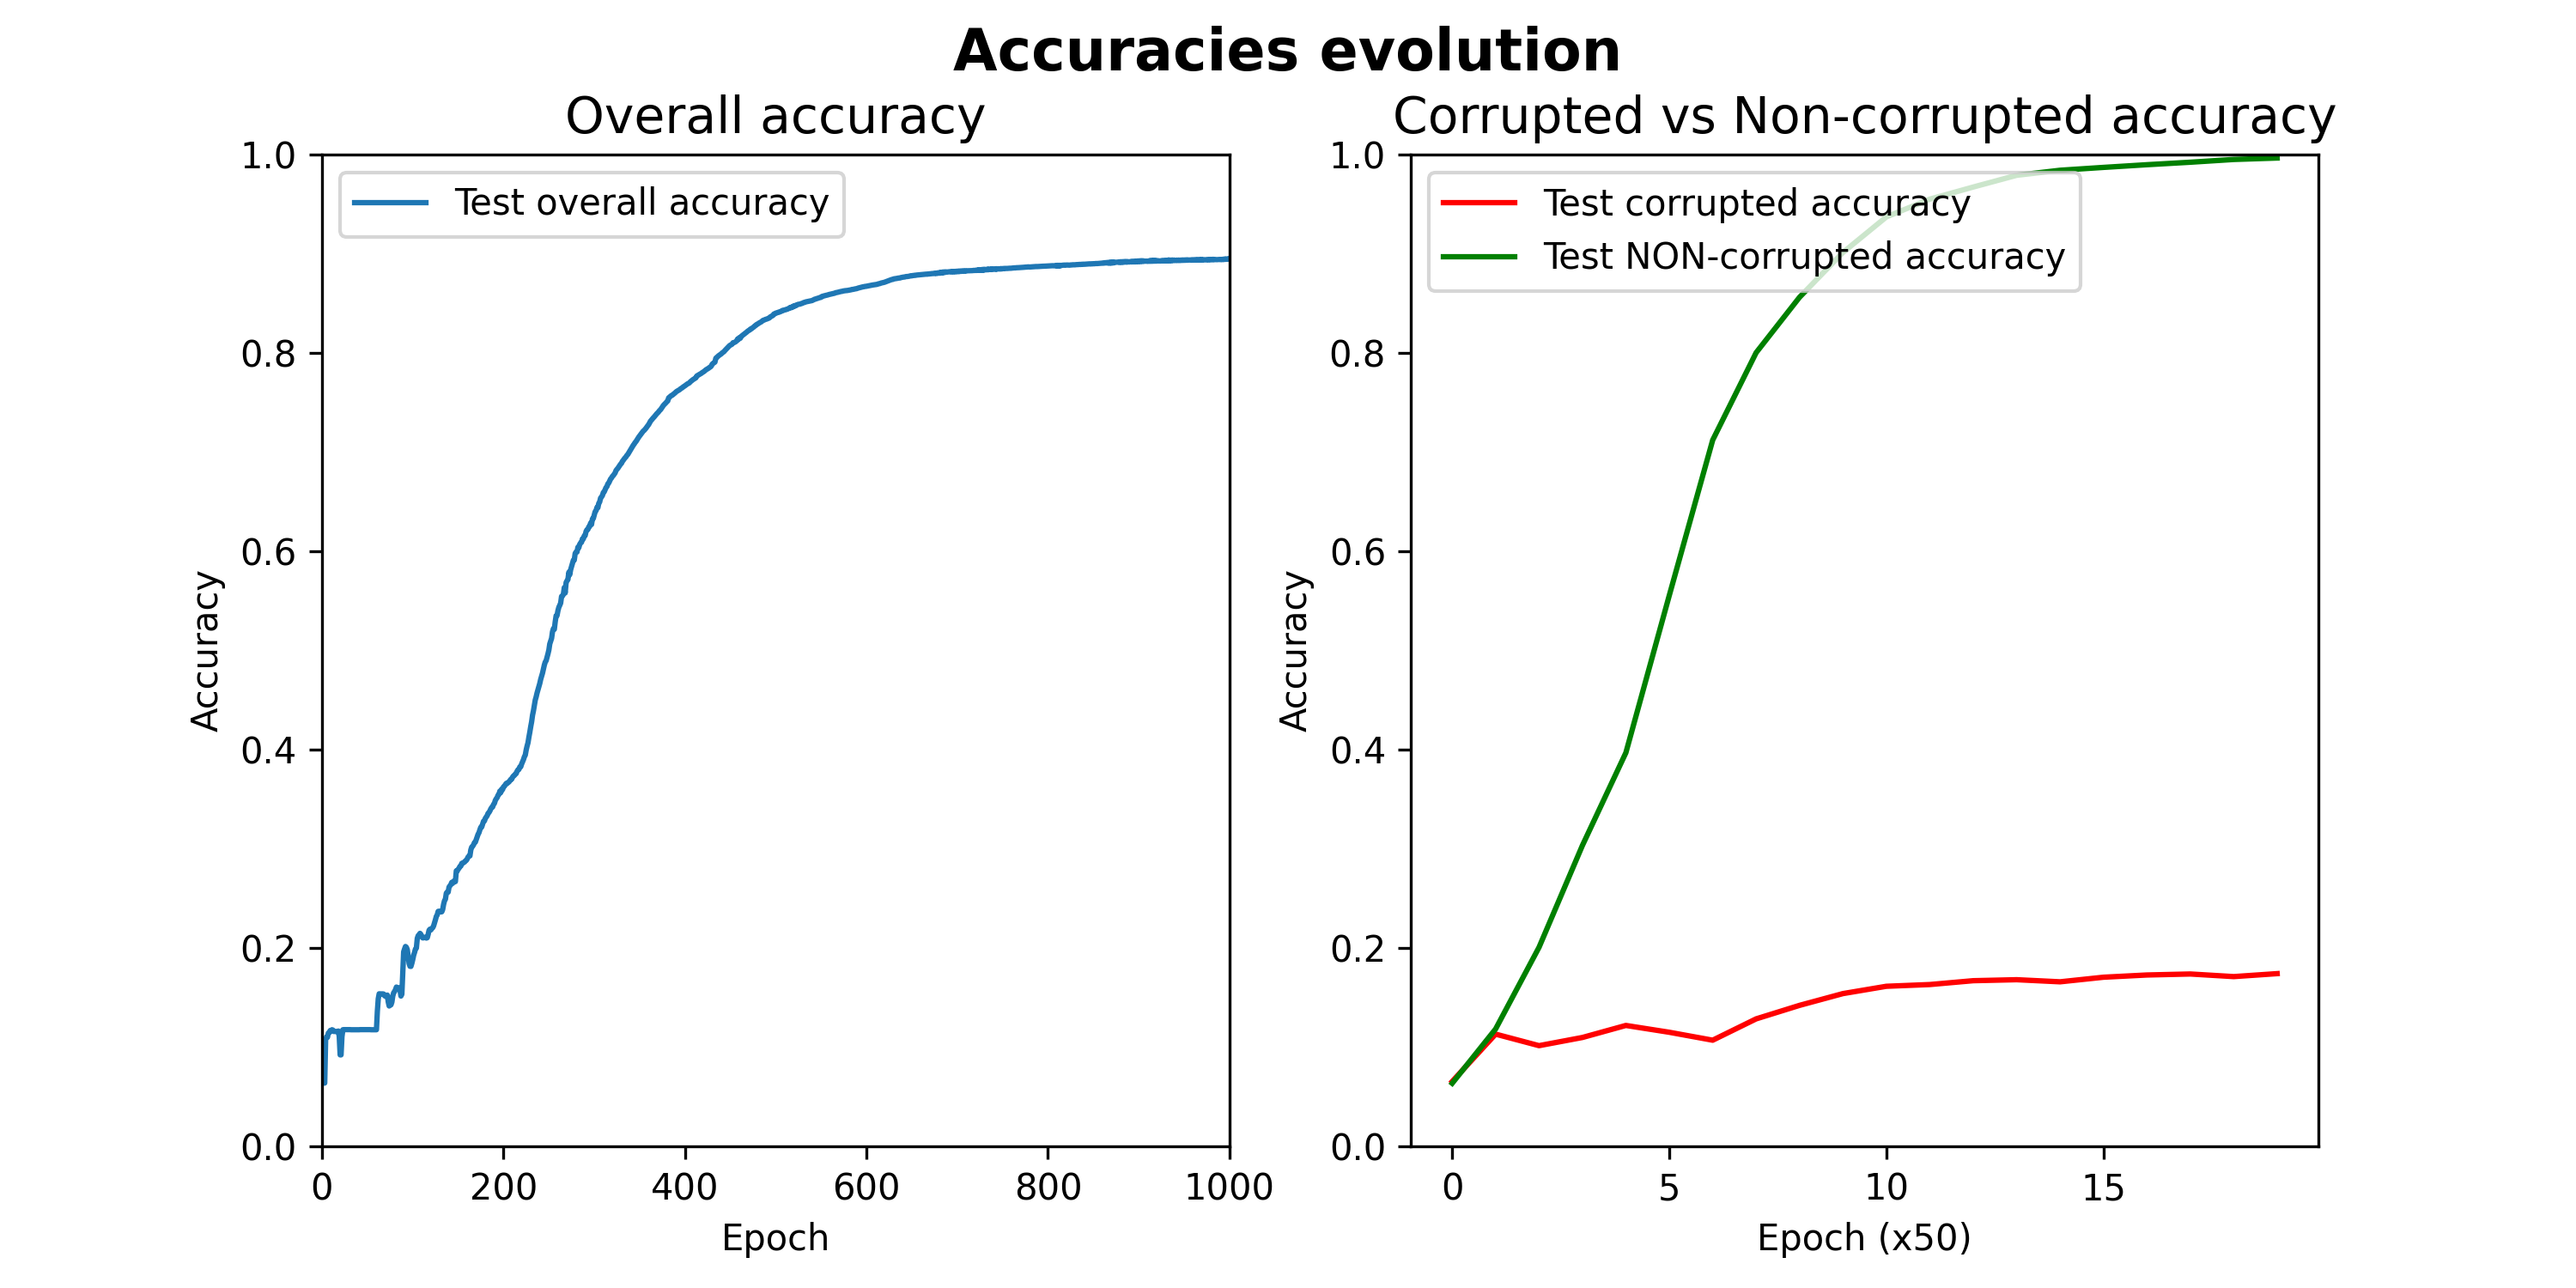 Accuracies evolution
Overall accuracy
Test overall accuracy
1.0
0.8
0.6
0.4
0.2
0.0
Accuracy
0 200 400 600 800 1000
Epoch
Corrupted vs Non-corrupted accuracy
Test corrupted accuracy
Test NON-corrupted accuracy
1.0
0.8
0.6
0.4
0.2
0.0
Accuracy
0 5 10 15
Epoch (x50)